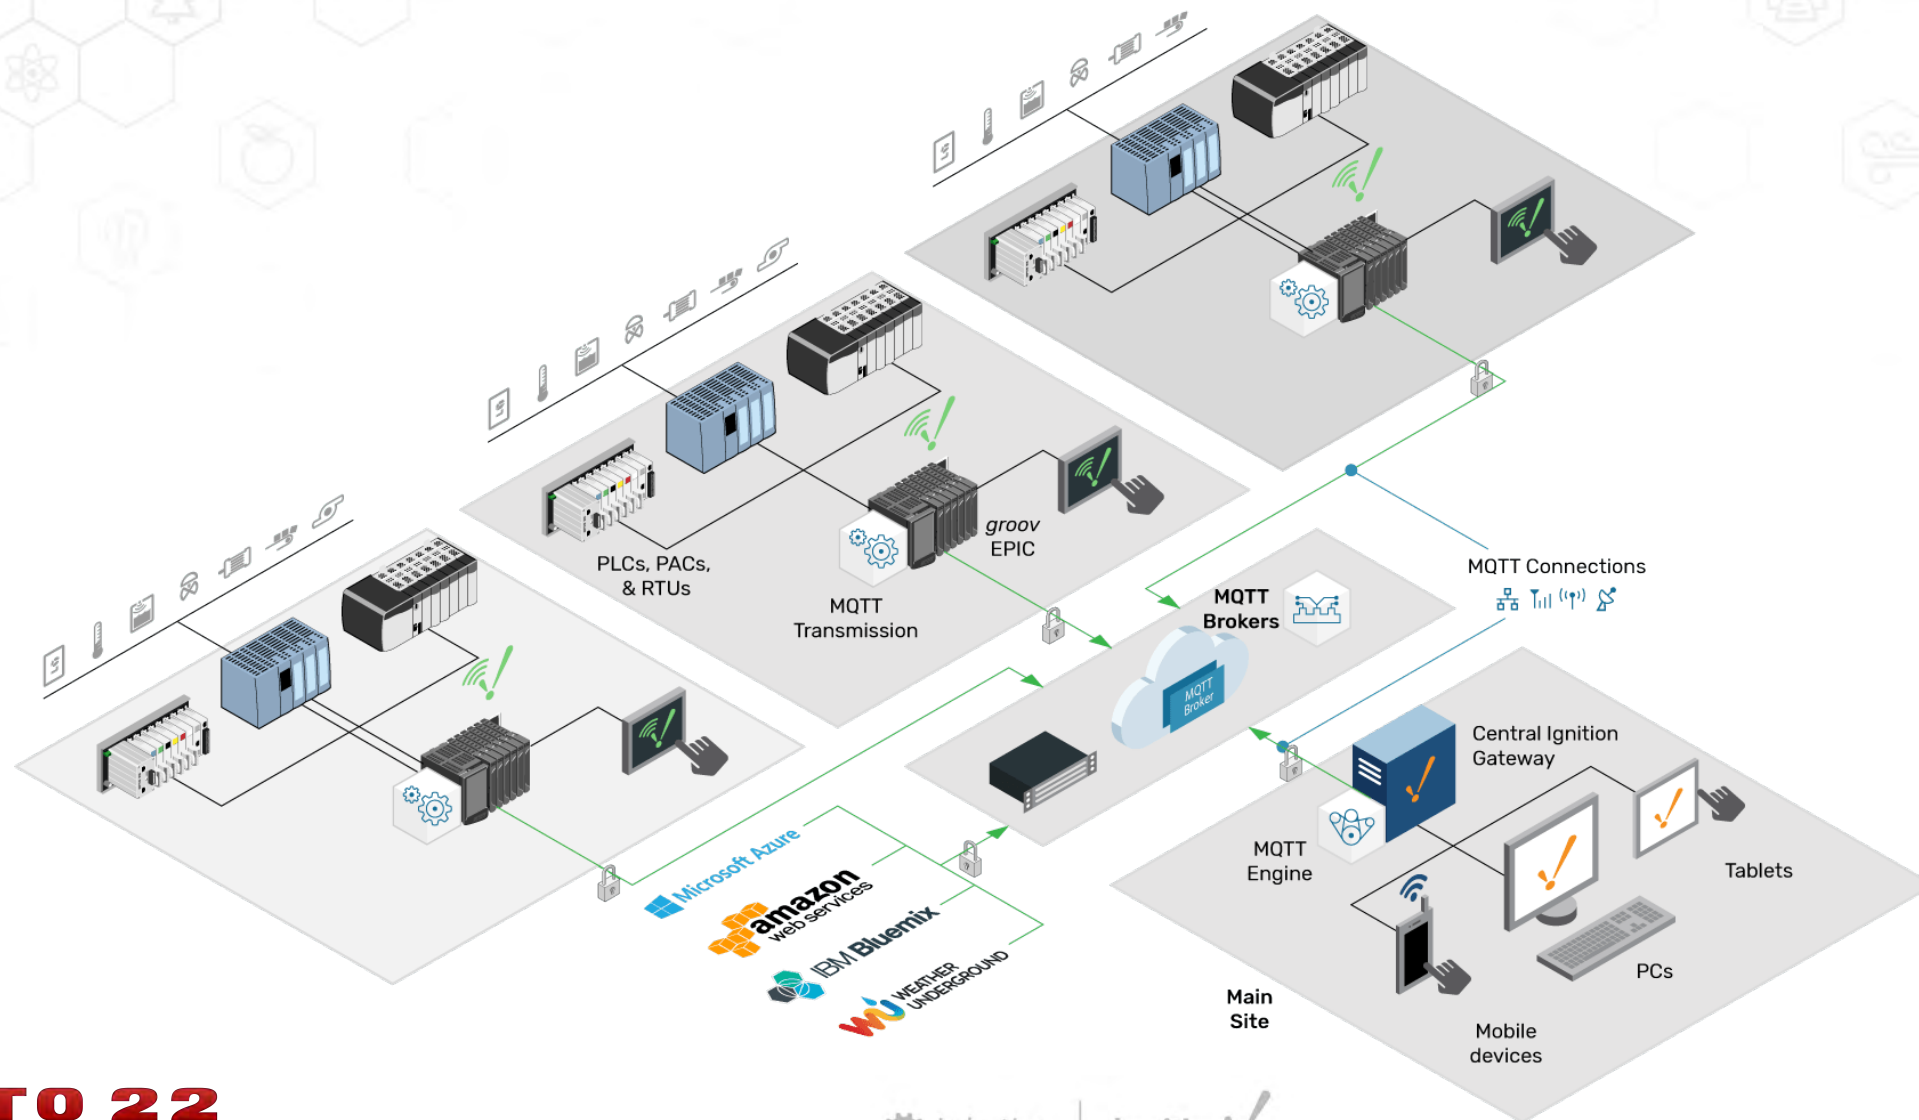 PLCs, PACs,
& RTUs
MQTT
Transmission
groov
EPIC
MQTT
Brokers
MQTT
Broker
MQTT Connections
Central Ignition
Gateway
MQTT
Engine
Tablets
PCs
Mobile
devices
Main
Site
Microsoft Azure
amazon
web services
IBM Bluemix
WEATHER
UNDERGROUND
TO 22